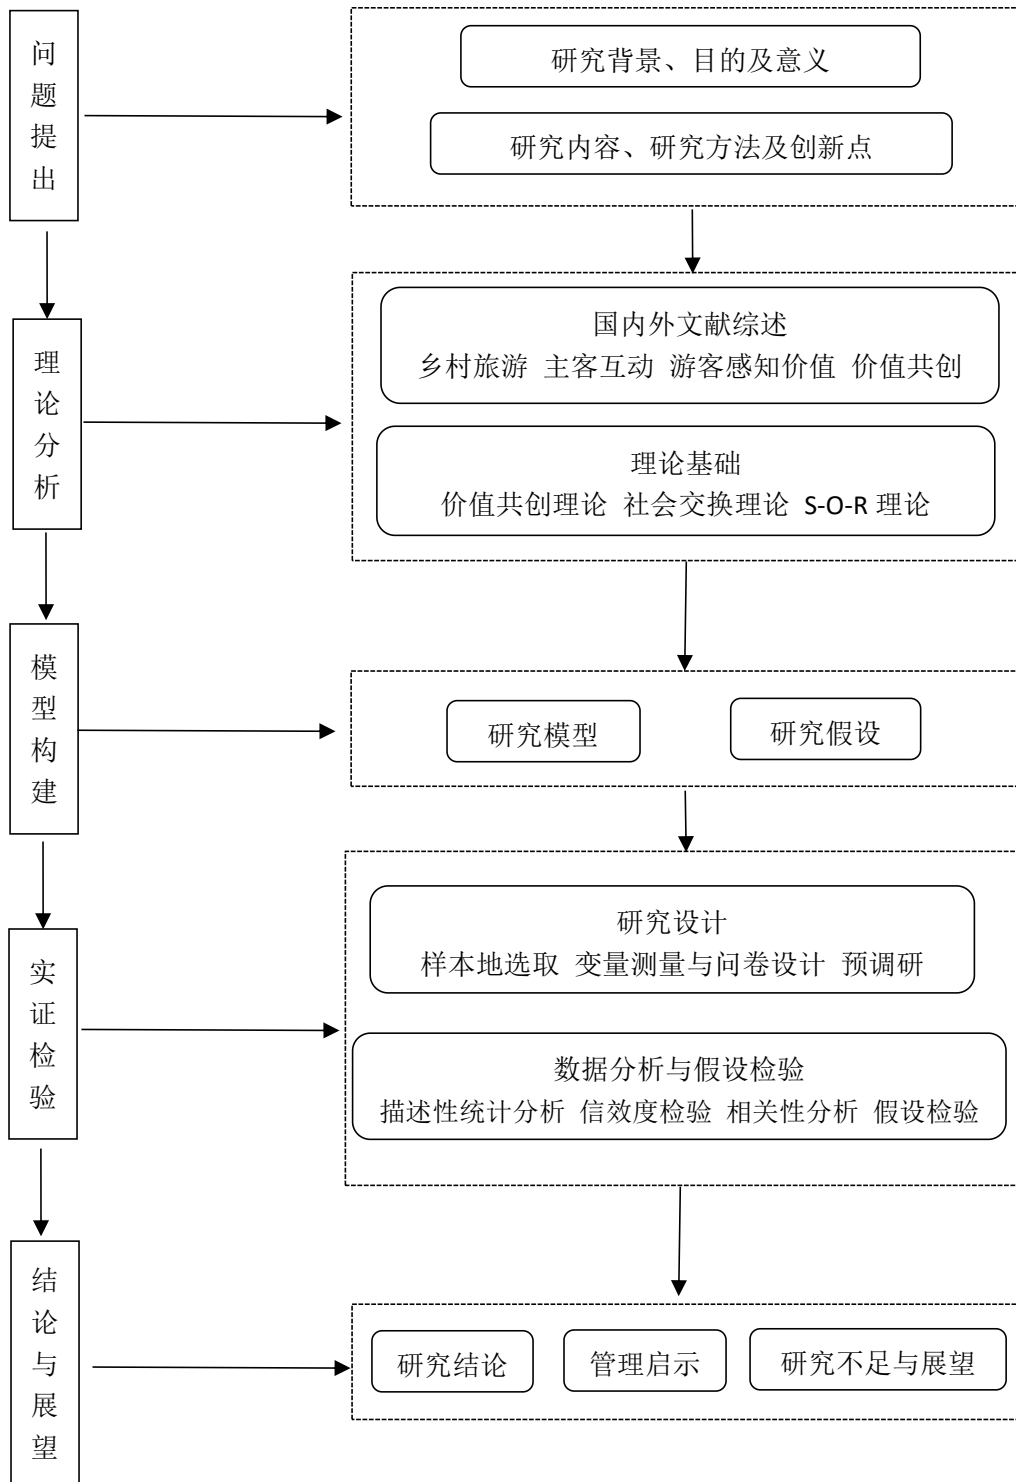 问题提出
研究背景、目的及意义
研究内容、研究方法及创新点
理论分析
国内外文献综述
乡村旅游 主客互动 游客感知价值 价值共创
理论基础
价值共创理论 社会交换理论 S-O-R 理论
模型构建
研究模型
研究假设
实证检验
研究设计
样本地选取 变量测量与问卷设计 预调研
数据分析与假设检验
描述性统计分析 信效度检验 相关性分析 假设检验
结论与展望
研究结论
管理启示
研究不足与展望